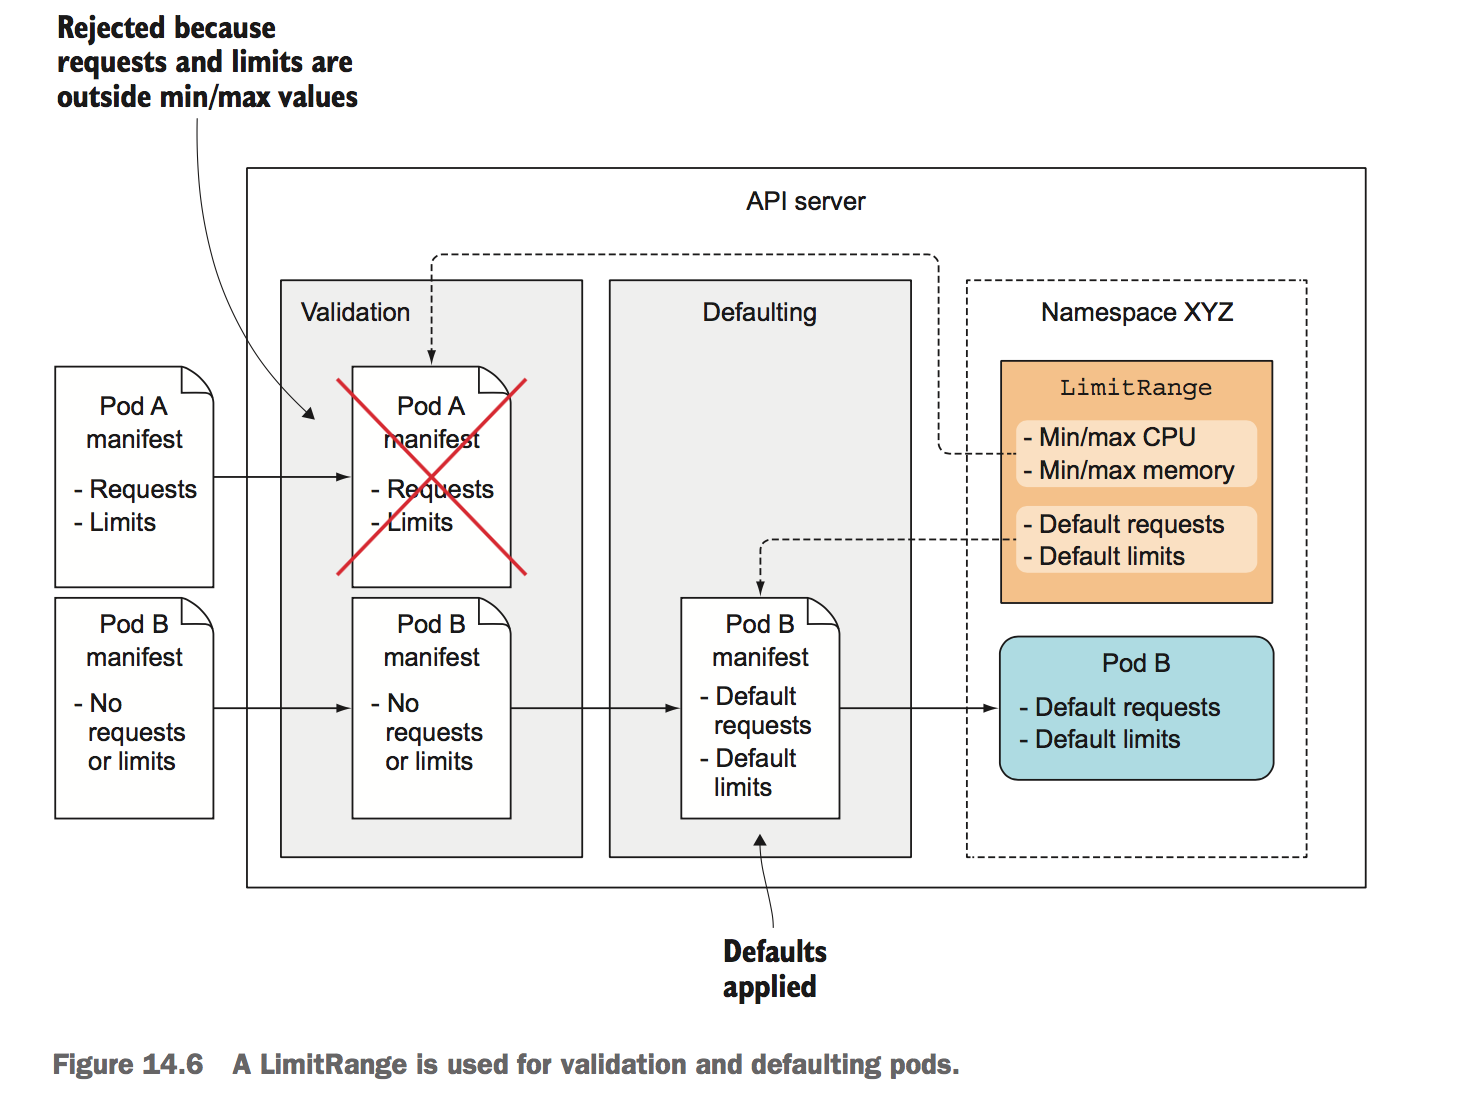 Rejected because
requests and limits are
outside min/max values
API server
Validation
Defaulting
Namespace XYZ
Pod A
manifest
- Requests
- Limits
Pod A
manifest
- Requests
- Limits
LimitRange
- Min/max CPU
- Min/max memory
- Default requests
- Default limits
Pod B
manifest
- No
requests
or limits
Pod B
manifest
- No
requests
or limits
Pod B
manifest
- Default
requests
- Default
limits
Pod B
- Default requests
- Default limits
Defaults
applied
Figure 14.6 A LimitRange is used for validation and defaulting pods.